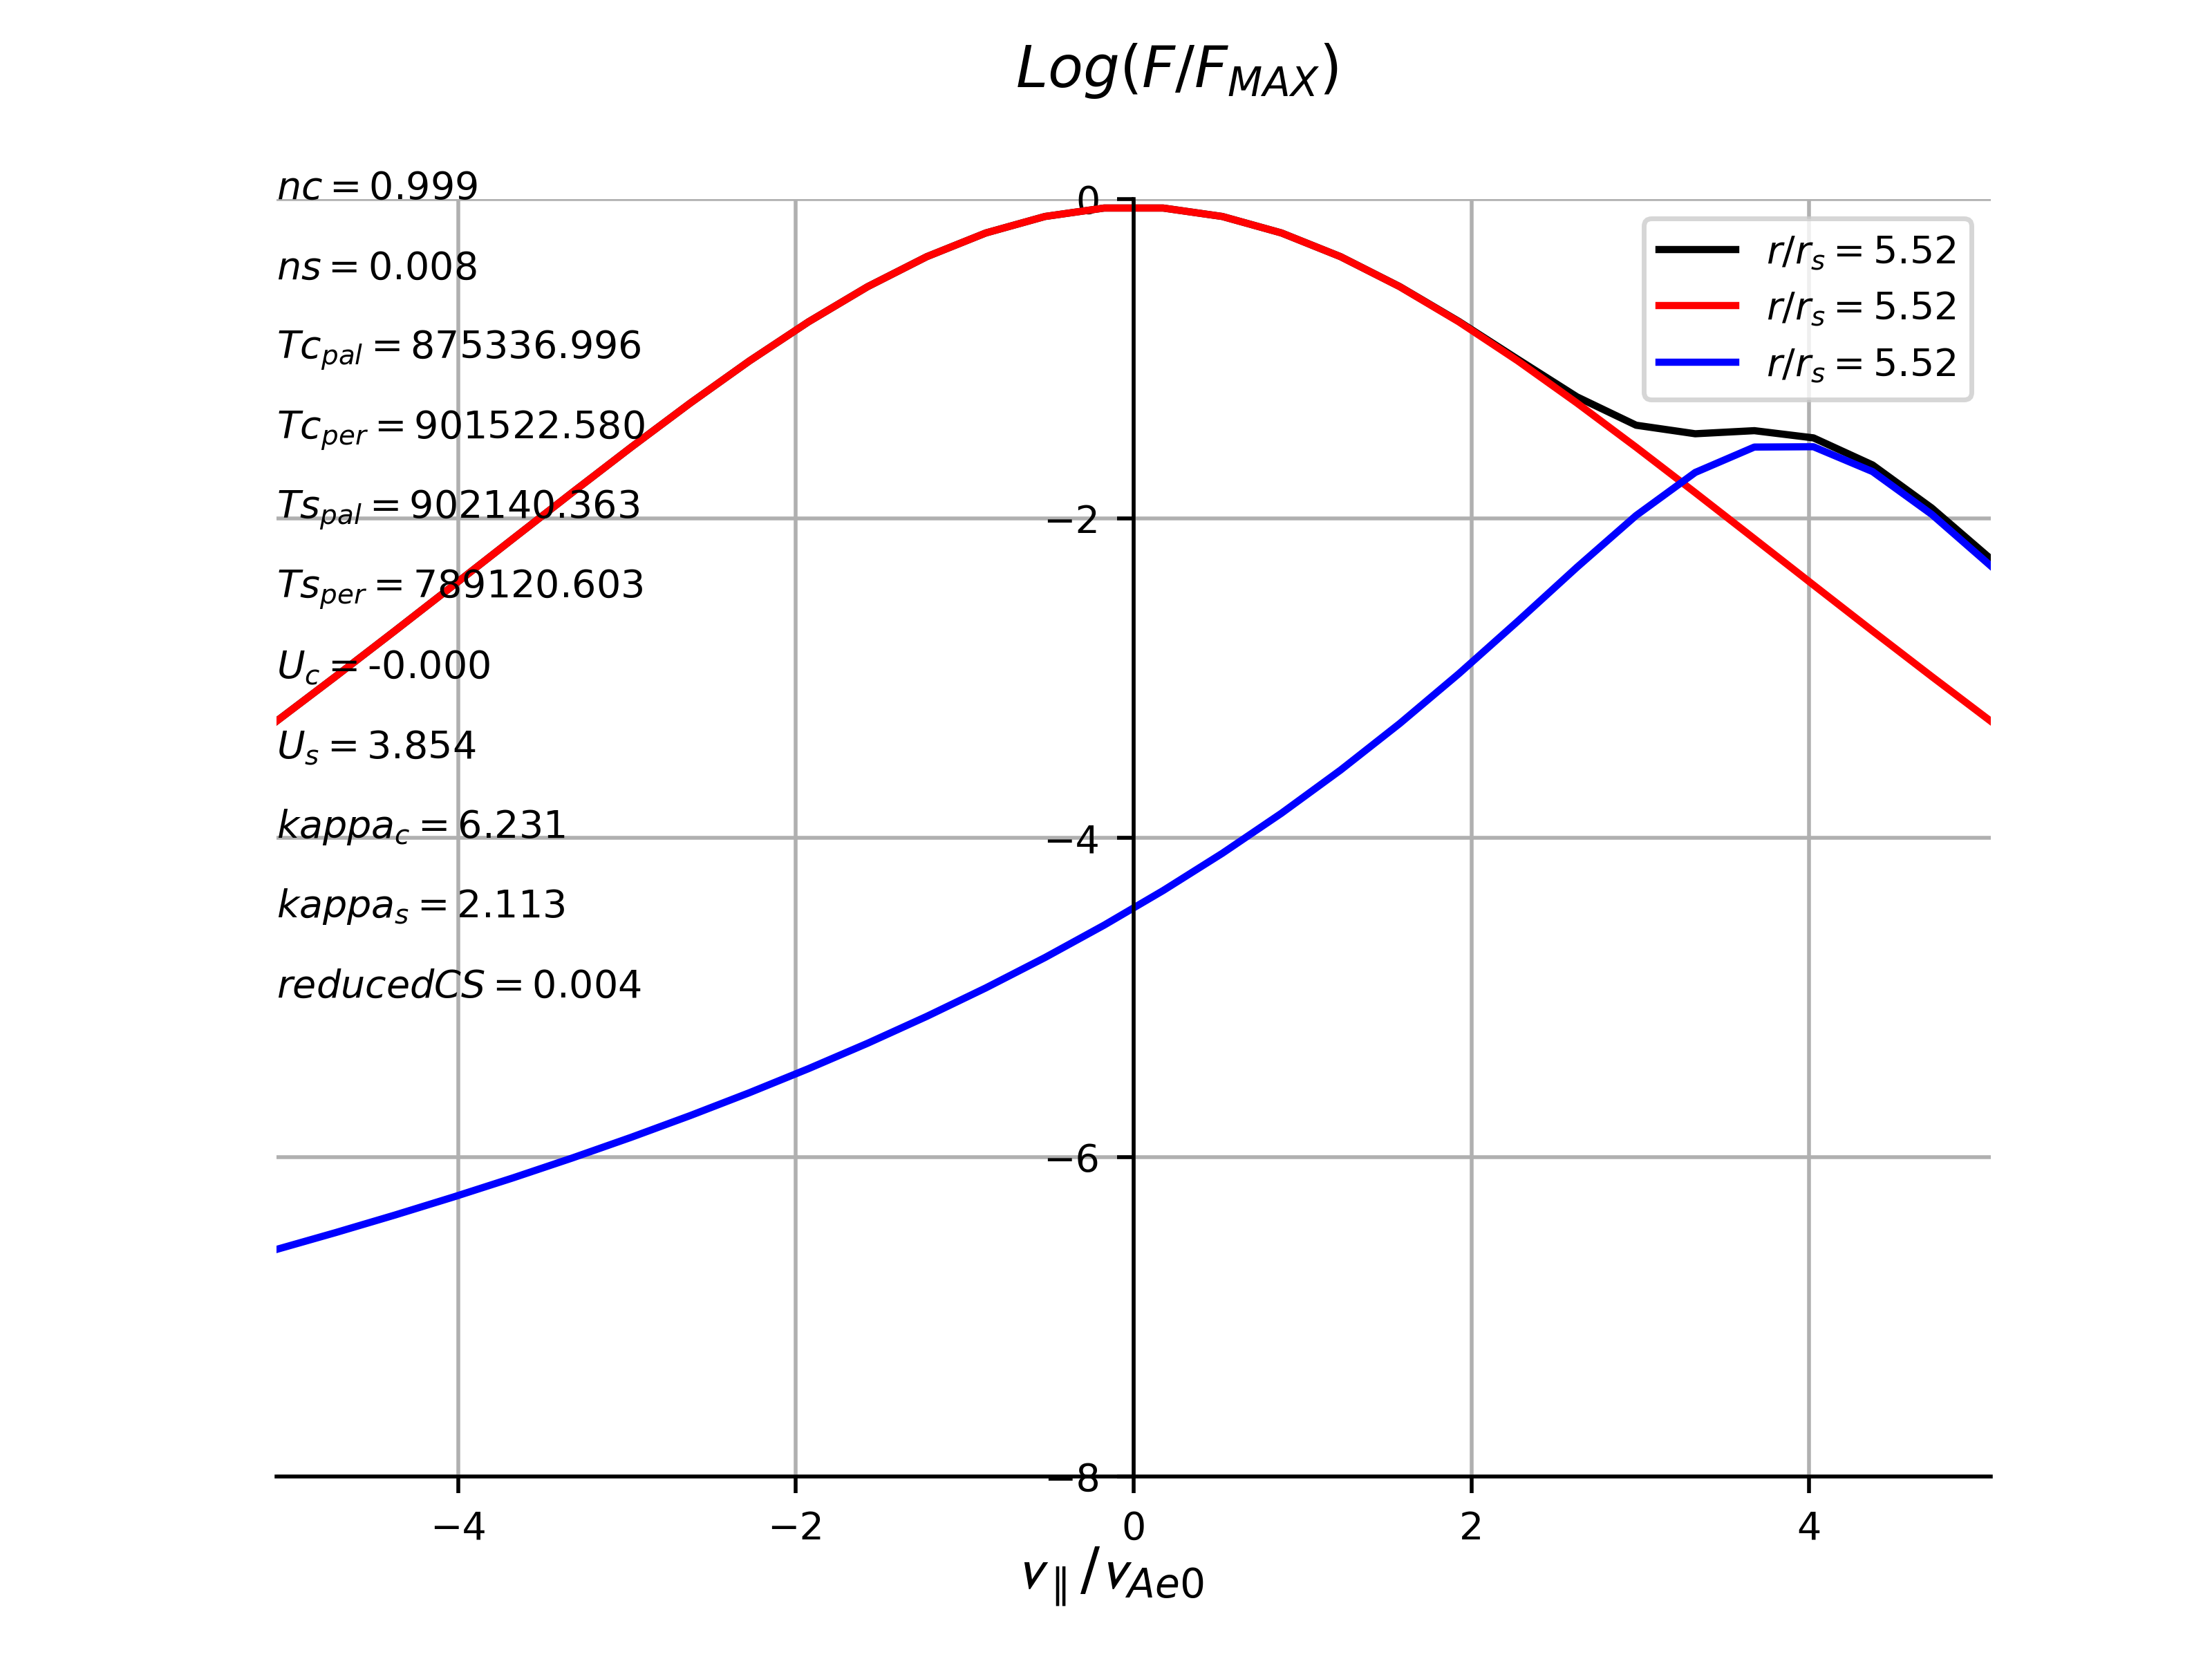 Log(F/F_MAX)
nc = 0.999
ns = 0.008
Tc_pal = 875336.996
Tc_per = 901522.580
Ts_pal = 902140.363
Ts_per = 789120.603
U_c = -0.000
U_s = 3.854
kappa_c = 6.231
kappa_s = 2.113
reducedCS = 0.004
0
−2
−4
−6
−8
r/r_s = 5.52
r/r_s = 5.52
r/r_s = 5.52
−4 −2 0 2 4
v_∥/v_Ae0